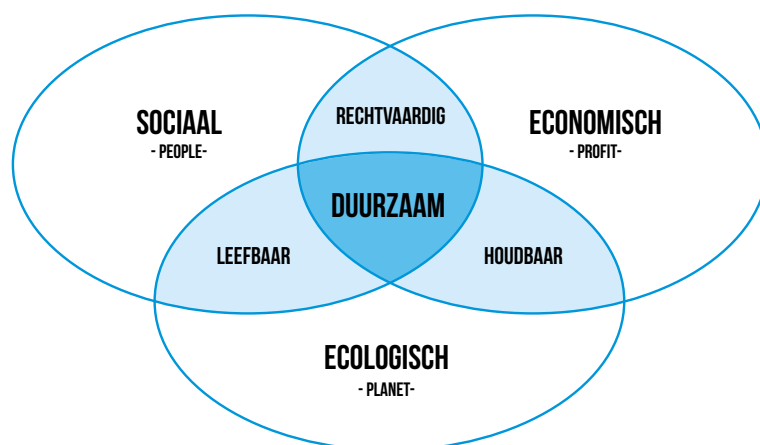 SOCIAAL
- PEOPLE-
RECHTVAARDIG
ECONOMISCH
- PROFIT-
DUURZAAM
LEEFBAAR
HOUDBAAR
ECOLOGISCH
- PLANET-